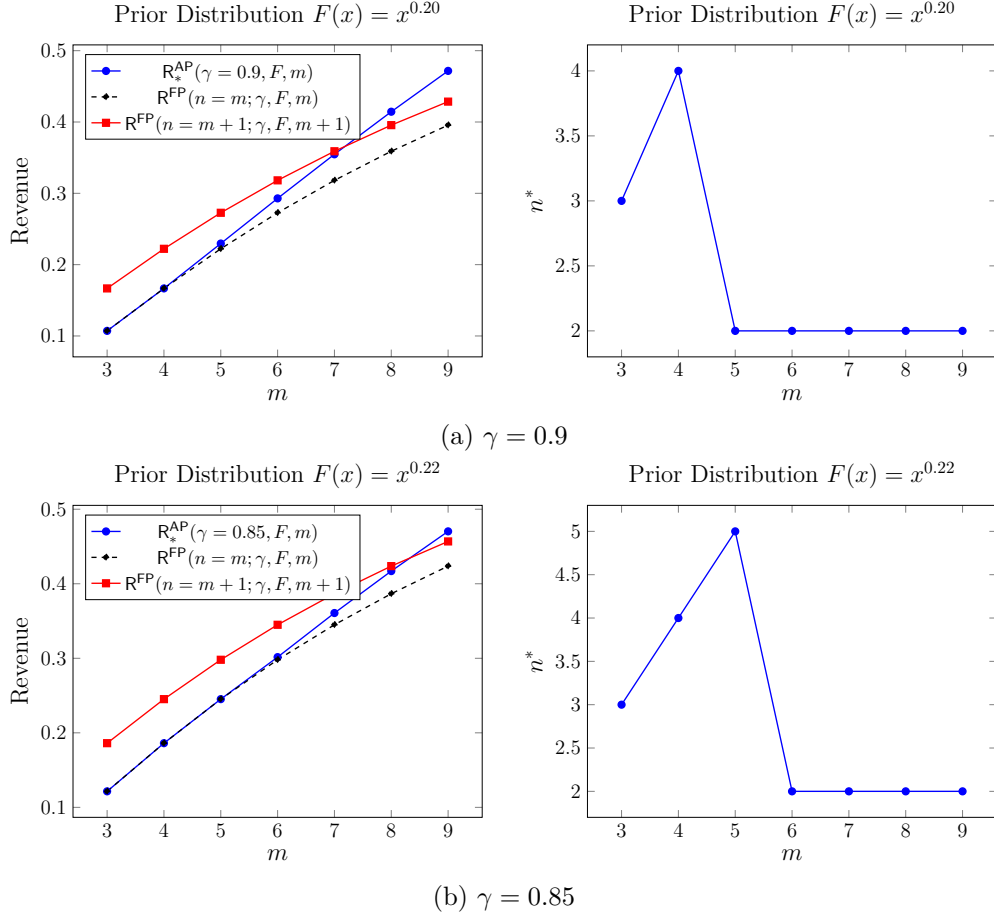 Prior Distribution F(x) = x^{0.20}
R_*^{AP}(γ = 0.9, F, m)
R^{FP}(n = m; γ, F, m)
R^{FP}(n = m + 1; γ, F, m + 1)
0.5
0.4
0.3
0.2
0.1
Revenue
3 4 5 6 7 8 9
m
Prior Distribution F(x) = x^{0.20}
4
3.5
3
2.5
2
n*
3 4 5 6 7 8 9
m
(a) γ = 0.9
Prior Distribution F(x) = x^{0.22}
R_*^{AP}(γ = 0.85, F, m)
R^{FP}(n = m; γ, F, m)
R^{FP}(n = m + 1; γ, F, m + 1)
0.5
0.4
0.3
0.2
0.1
Revenue
3 4 5 6 7 8 9
m
Prior Distribution F(x) = x^{0.22}
5
4.5
4
3.5
3
2.5
2
n*
3 4 5 6 7 8 9
m
(b) γ = 0.85